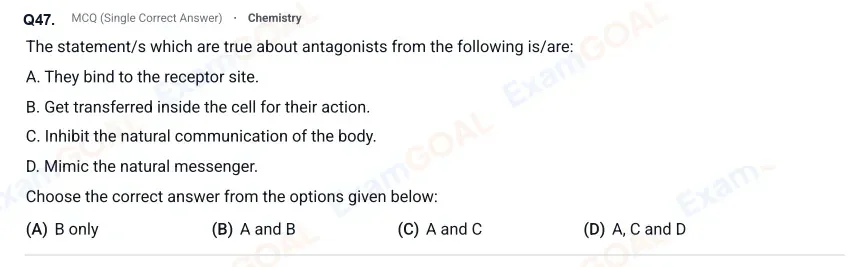 Q47. MCQ (Single Correct Answer) · Chemistry
The statement/s which are true about antagonists from the following is/are:
A. They bind to the receptor site.
B. Get transferred inside the cell for their action.
C. Inhibit the natural communication of the body.
D. Mimic the natural messenger.
Choose the correct answer from the options given below:
(A) B only (B) A and B (C) A and C (D) A, C and D
ExamGOAL